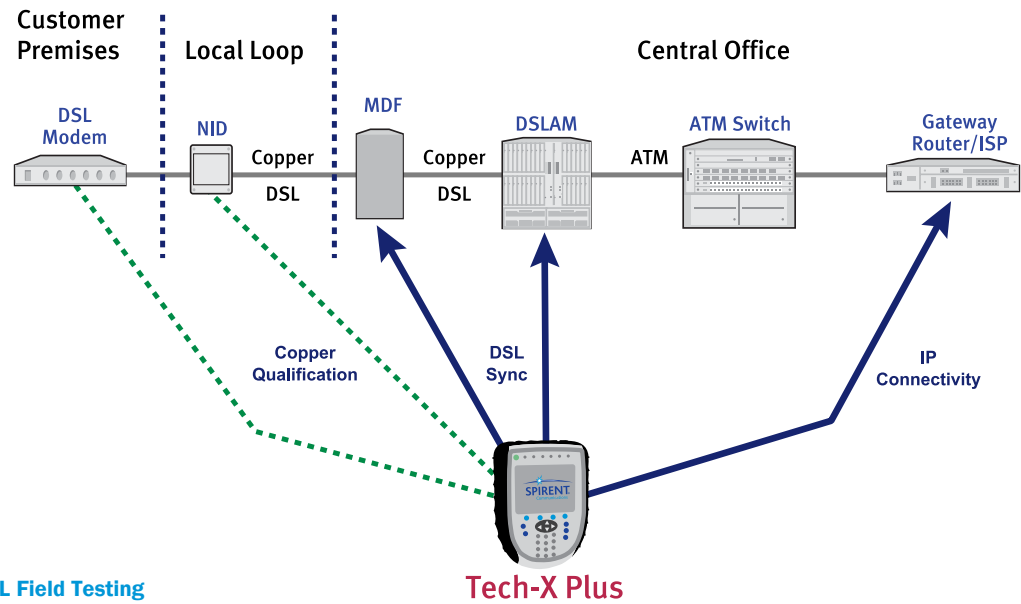 Customer
Premises
Local Loop
Central Office
DSL
Modem
NID
MDF
DSLAM
ATM Switch
Gateway
Router/ISP
Copper
DSL
Copper
DSL
ATM
Copper
Qualification
DSL
Sync
IP
Connectivity
SPIRENT
Communications
L Field Testing
Tech-X Plus